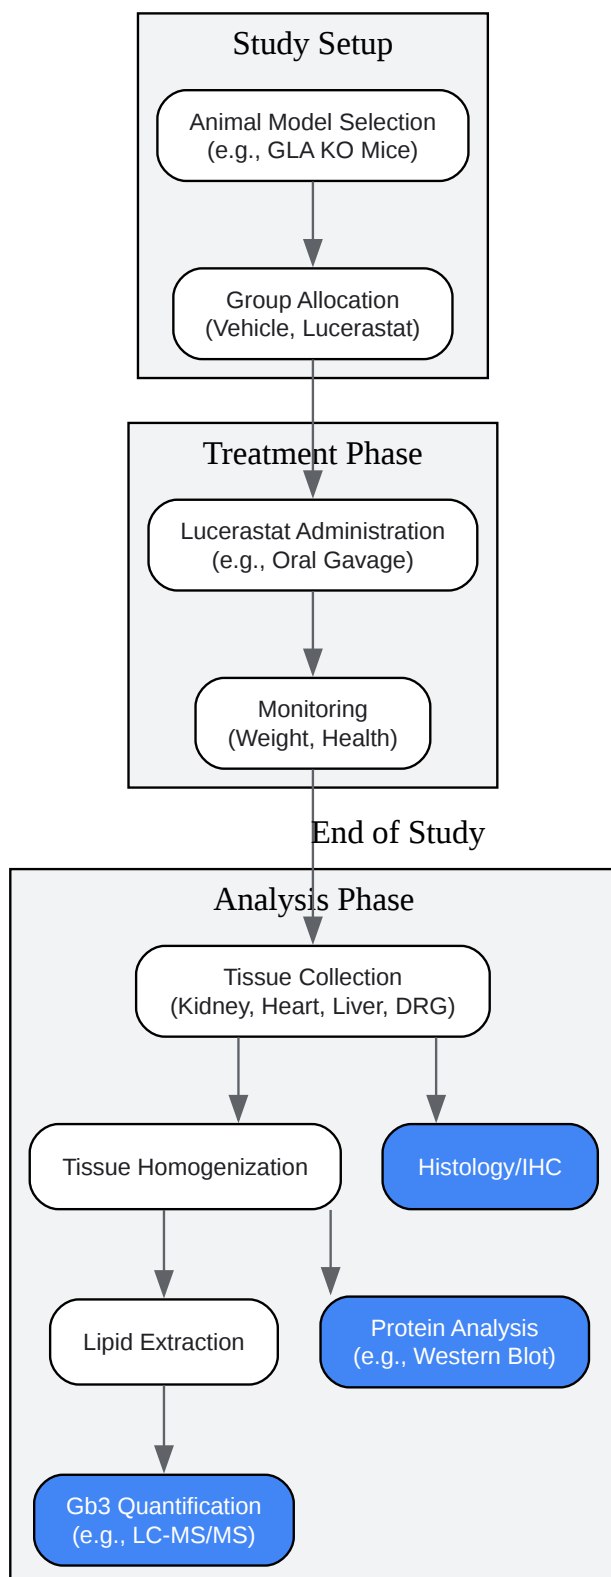 Study Setup
Animal Model Selection
(e.g., GLA KO Mice)
Group Allocation
(Vehicle, Lucerastat)
Treatment Phase
Lucerastat Administration
(e.g., Oral Gavage)
Monitoring
(Weight, Health)
End of Study
Analysis Phase
Tissue Collection
(Kidney, Heart, Liver, DRG)
Tissue Homogenization
Histology/IHC
Lipid Extraction
Protein Analysis
(e.g., Western Blot)
Gb3 Quantification
(e.g., LC-MS/MS)